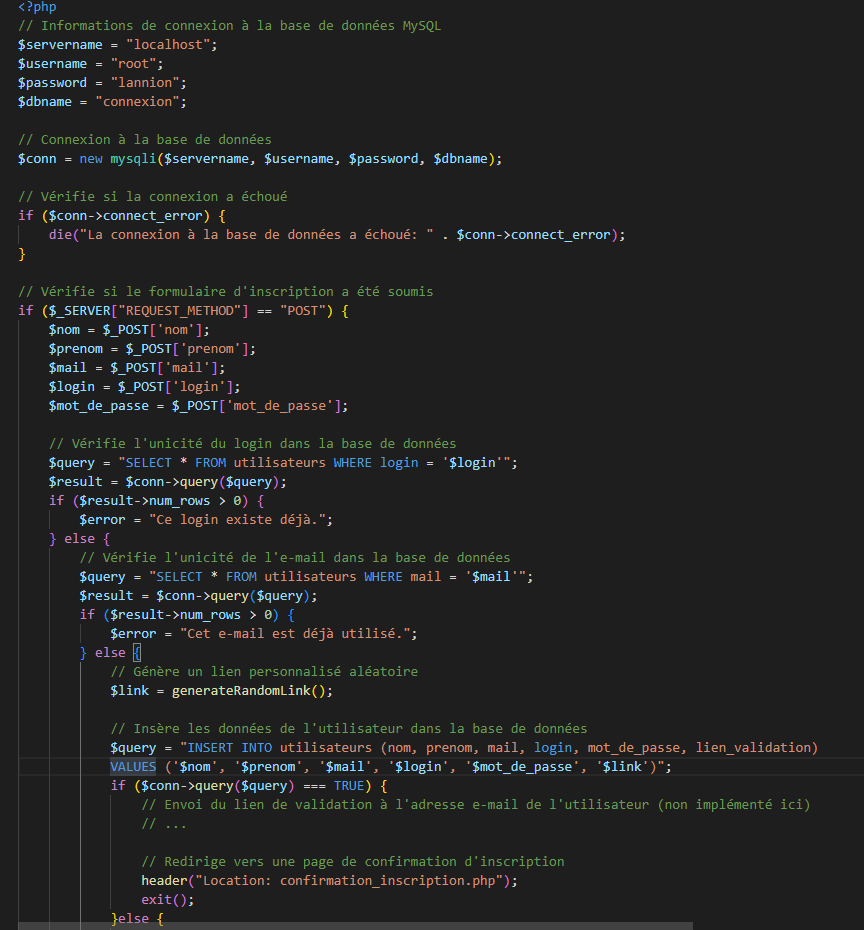 <?php
// Informations de connexion à la base de données MySQL
$servername = "localhost";
$username = "root";
$password = "lannion";
$dbname = "connexion";
// Connexion à la base de données
$conn = new mysqli($servername, $username, $password, $dbname);
// Vérifie si la connexion a échoué
if ($conn->connect_error) {
die("La connexion à la base de données a échoué: " . $conn->connect_error);
}
// Vérifie si le formulaire d'inscription a été soumis
if ($_SERVER["REQUEST_METHOD"] == "POST") {
$nom = $_POST['nom'];
$prenom = $_POST['prenom'];
$mail = $_POST['mail'];
$login = $_POST['login'];
$mot_de_passe = $_POST['mot_de_passe'];
// Vérifie l'unicité du login dans la base de données
$query = "SELECT * FROM utilisateurs WHERE login = '$login'";
$result = $conn->query($query);
if ($result->num_rows > 0) {
$error = "Ce login existe déjà.";
} else {
// Vérifie l'unicité de l'e-mail dans la base de données
$query = "SELECT * FROM utilisateurs WHERE mail = '$mail'";
$result = $conn->query($query);
if ($result->num_rows > 0) {
$error = "Cet e-mail est déjà utilisé.";
} else {
// Génère un lien personnalisé aléatoire
$link = generateRandomLink();
// Insère les données de l'utilisateur dans la base de données
$query = "INSERT INTO utilisateurs (nom, prenom, mail, login, mot_de_passe, lien_validation)
VALUES ('$nom', '$prenom', '$mail', '$login', '$mot_de_passe', '$link')";
if ($conn->query($query) === TRUE) {
// Envoi du lien de validation à l'adresse e-mail de l'utilisateur (non implémenté ici)
// ...
// Redirige vers une page de confirmation d'inscription
header("Location: confirmation_inscription.php");
exit();
}else {